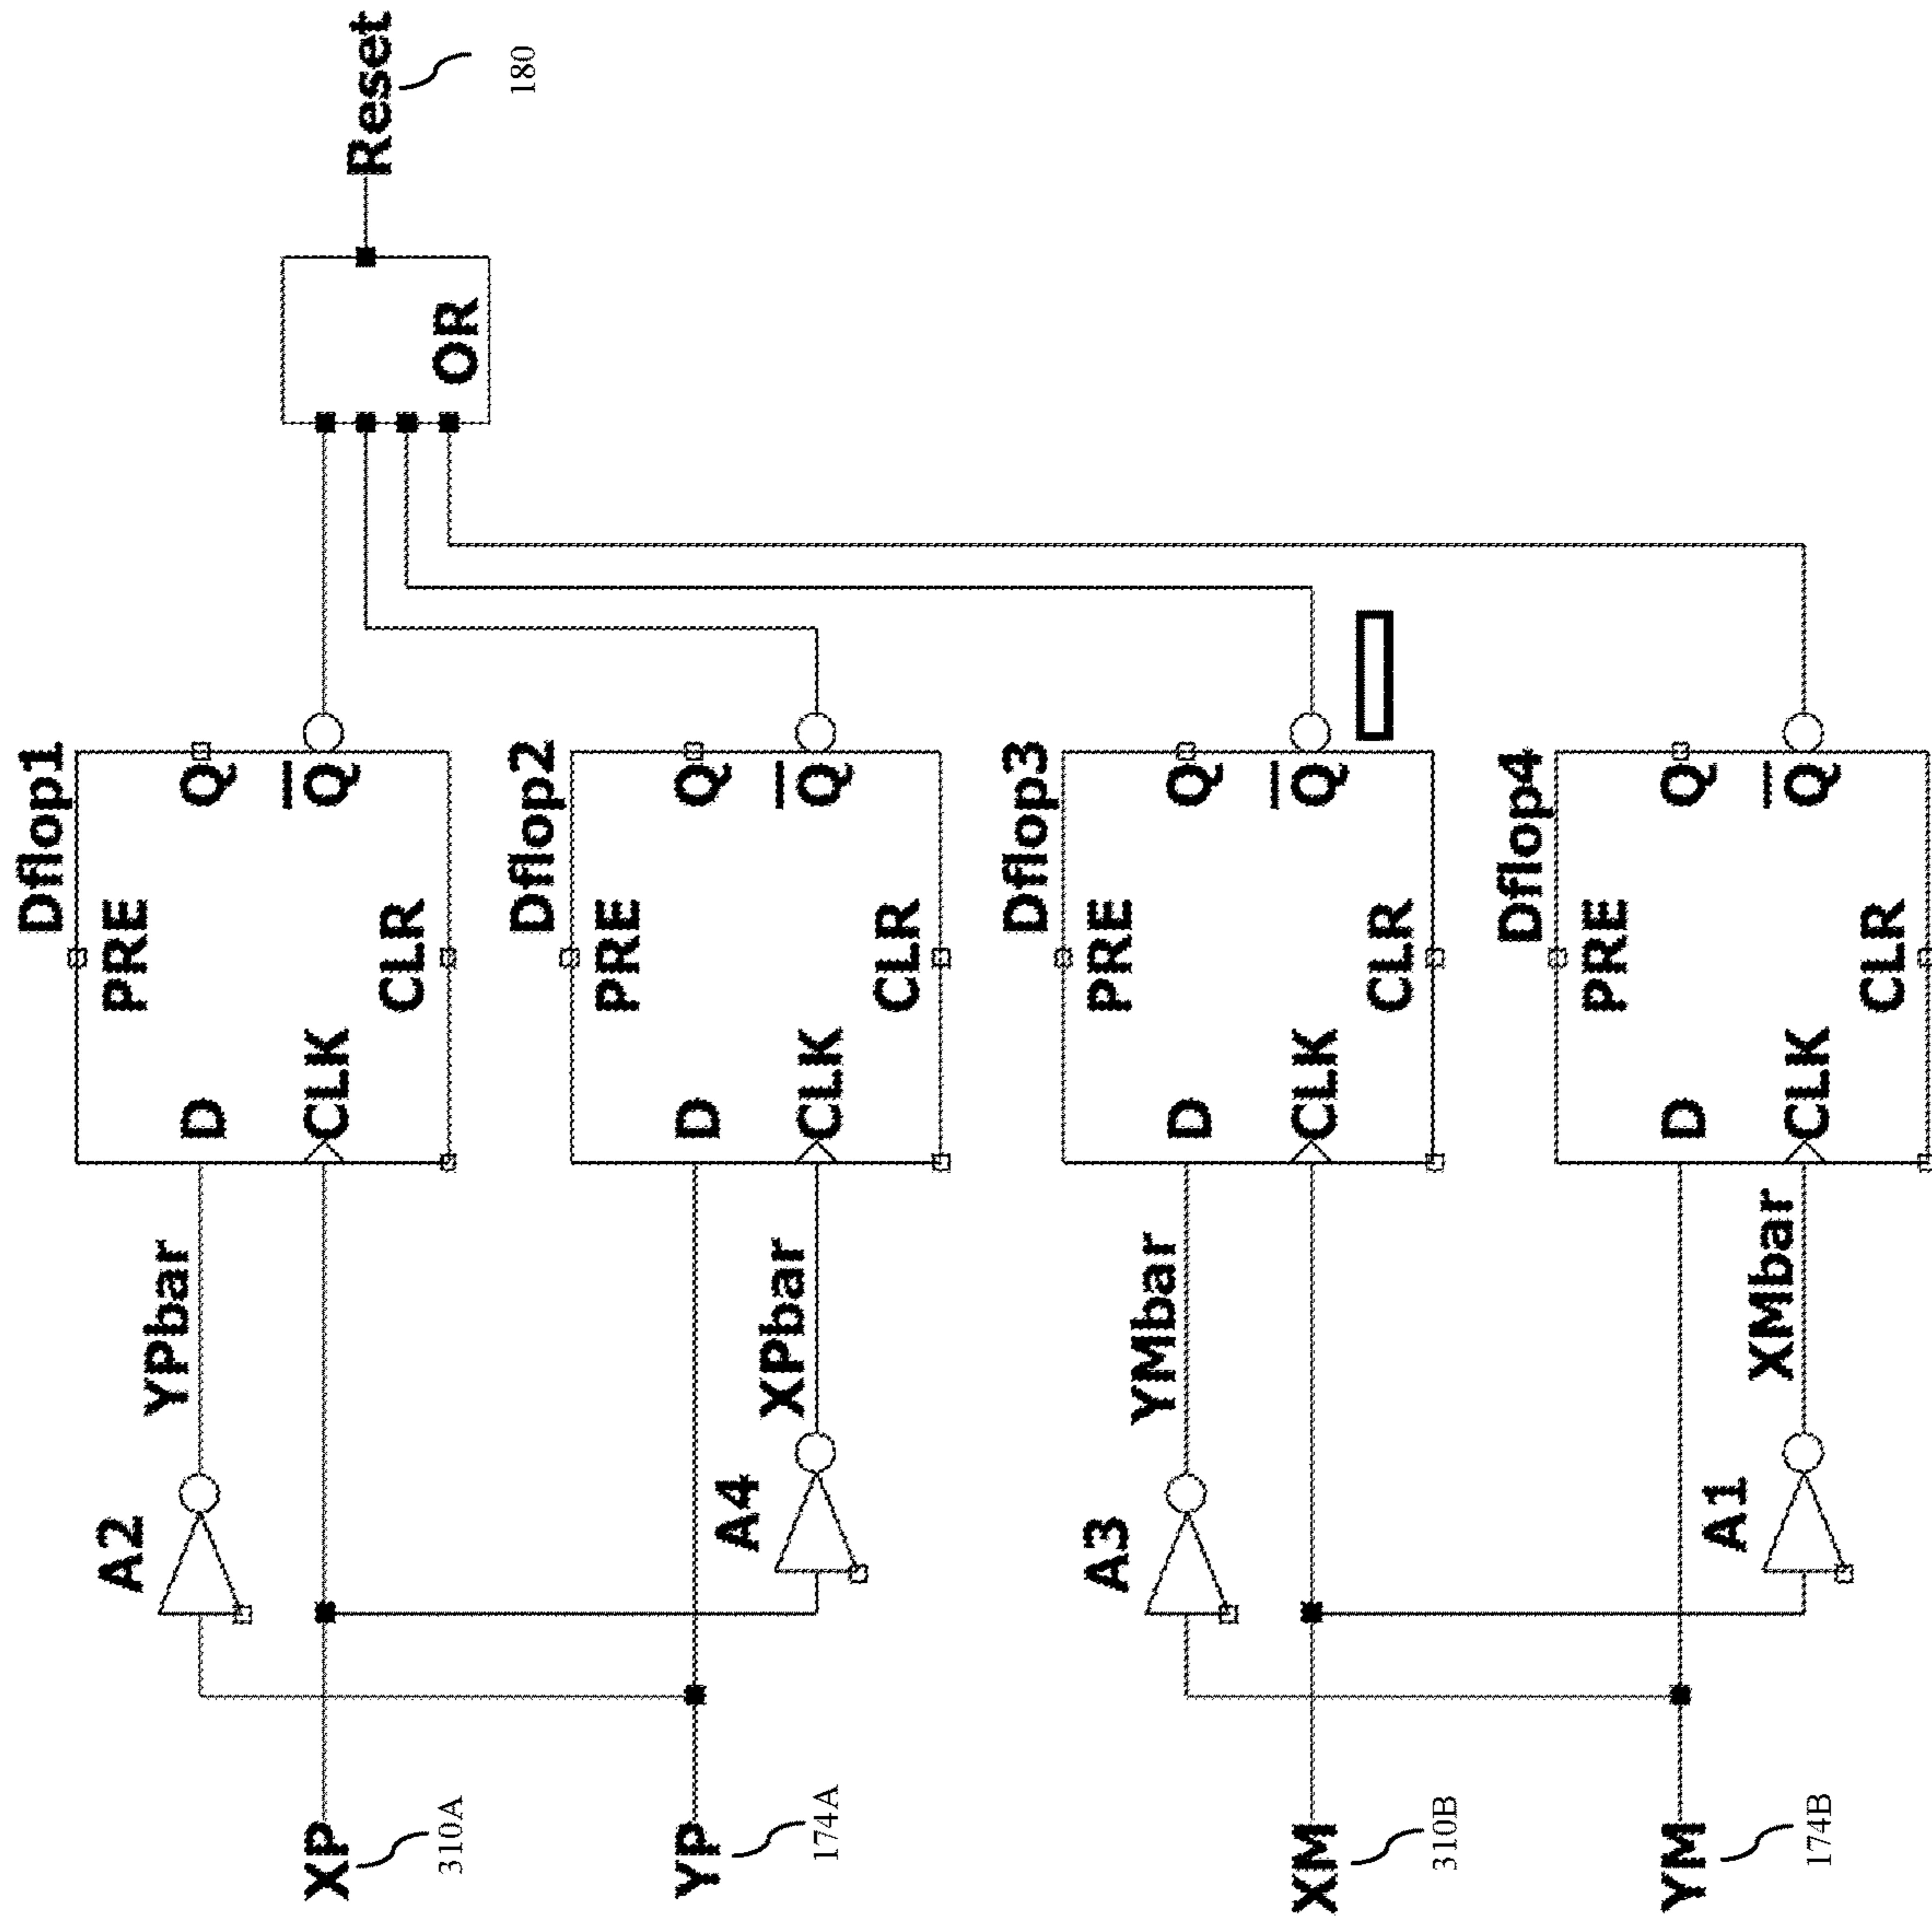 Dflop1
PRE
D
Q
CLK
Q
CLR
YPbar
A2
XP
310A
Dflop2
PRE
D
Q
CLK
Q
CLR
XPbar
A4
YP
174A
Dflop3
PRE
D
Q
CLK
Q
CLR
YMbar
A3
XM
310B
Dflop4
PRE
D
Q
CLK
Q
CLR
XMbar
A1
YM
174B
OR
Reset
180